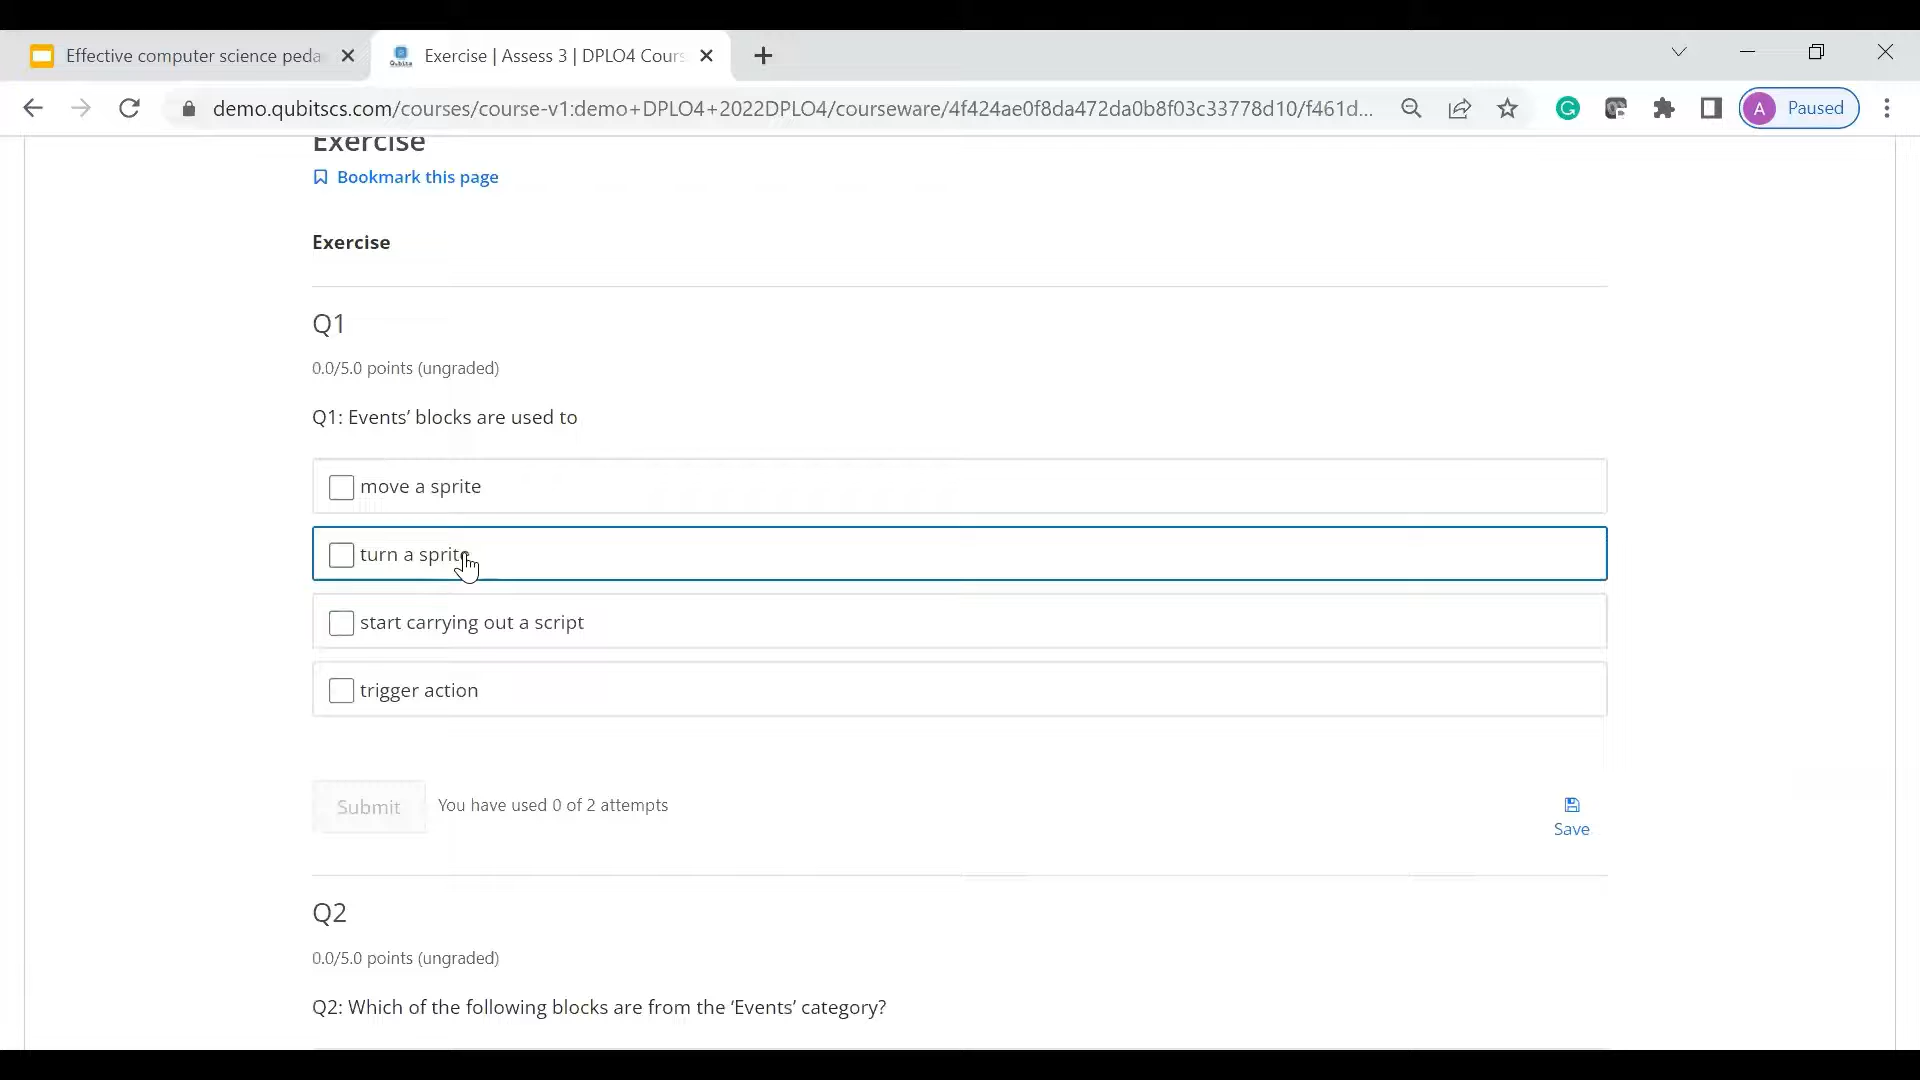 Effective computer science peda
Exercise | Assess 3 | DPLO4 Cours
demo.qubitscs.com/courses/course-v1:demo+DPLO4+2022DPLO4/courseware/4f424ae0f8da472da0b8f03c33778d10/f461d...
A
Paused
Exercise
Bookmark this page
Exercise
Q1
0.0/5.0 points (ungraded)
Q1: Events’ blocks are used to
move a sprite
turn a sprite
start carrying out a script
trigger action
Submit
You have used 0 of 2 attempts
Save
Q2
0.0/5.0 points (ungraded)
Q2: Which of the following blocks are from the ‘Events’ category?